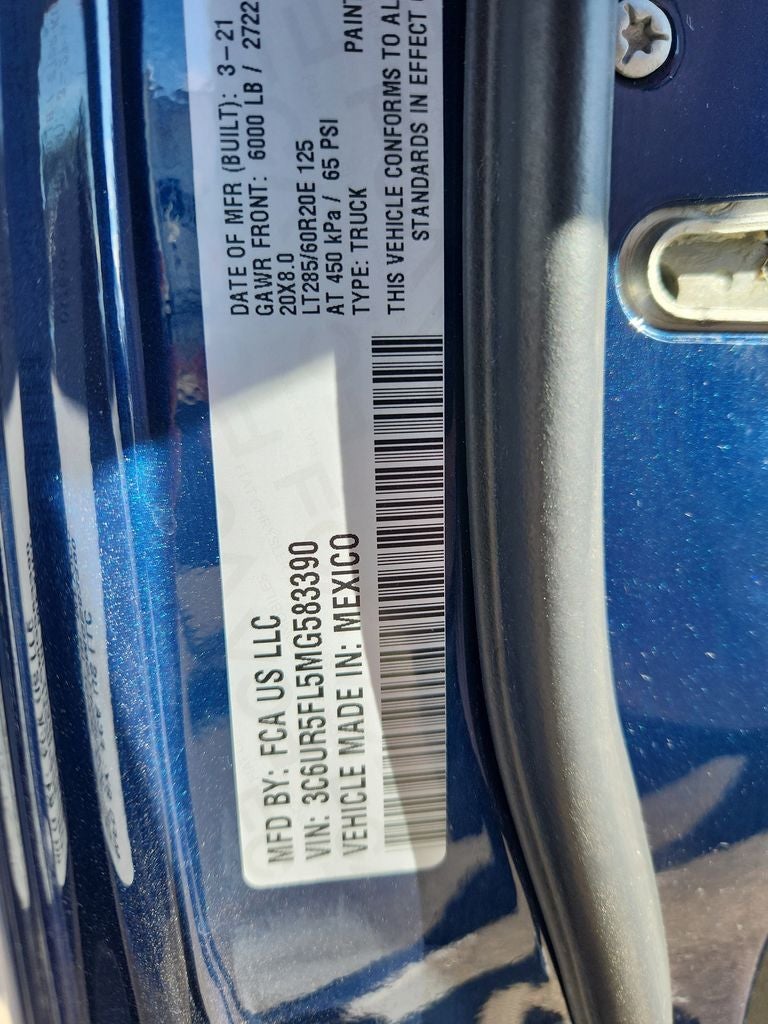 MFD BY: FCA US LLC
VIN: 3C6UR5FL5MG583390
VEHICLE MADE IN: MEXICO
DATE OF MFR (BUILT): 3-21
GAWR FRONT: 6000 LB / 2722
20X8.0
LT285/60R20E 125
AT 450 kPa / 65 PSI
TYPE: TRUCK PAINT
THIS VEHICLE CONFORMS TO AL
STANDARDS IN EFFECT